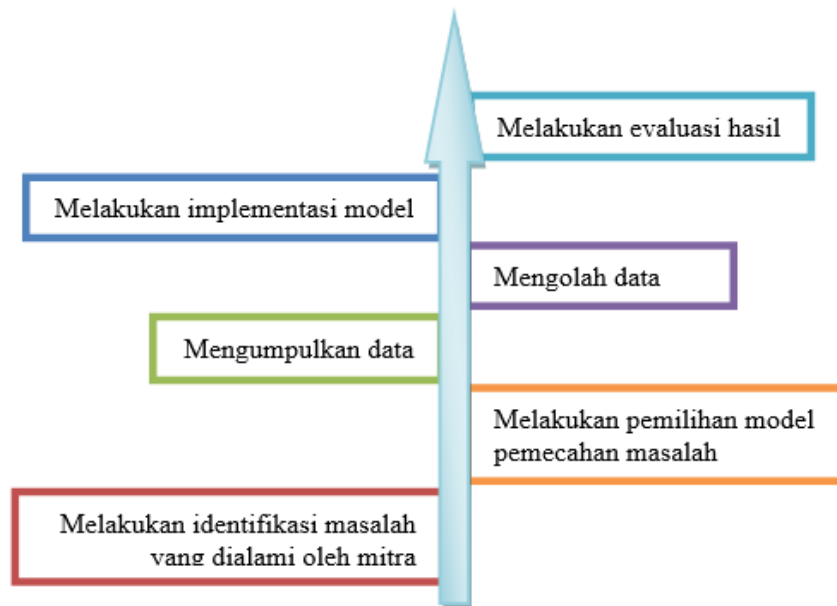 Melakukan evaluasi hasil
Melakukan implementasi model
Mengolah data
Mengumpulkan data
Melakukan pemilihan model
pemecahan masalah
Melakukan identifikasi masalah
yang dialami oleh mitra